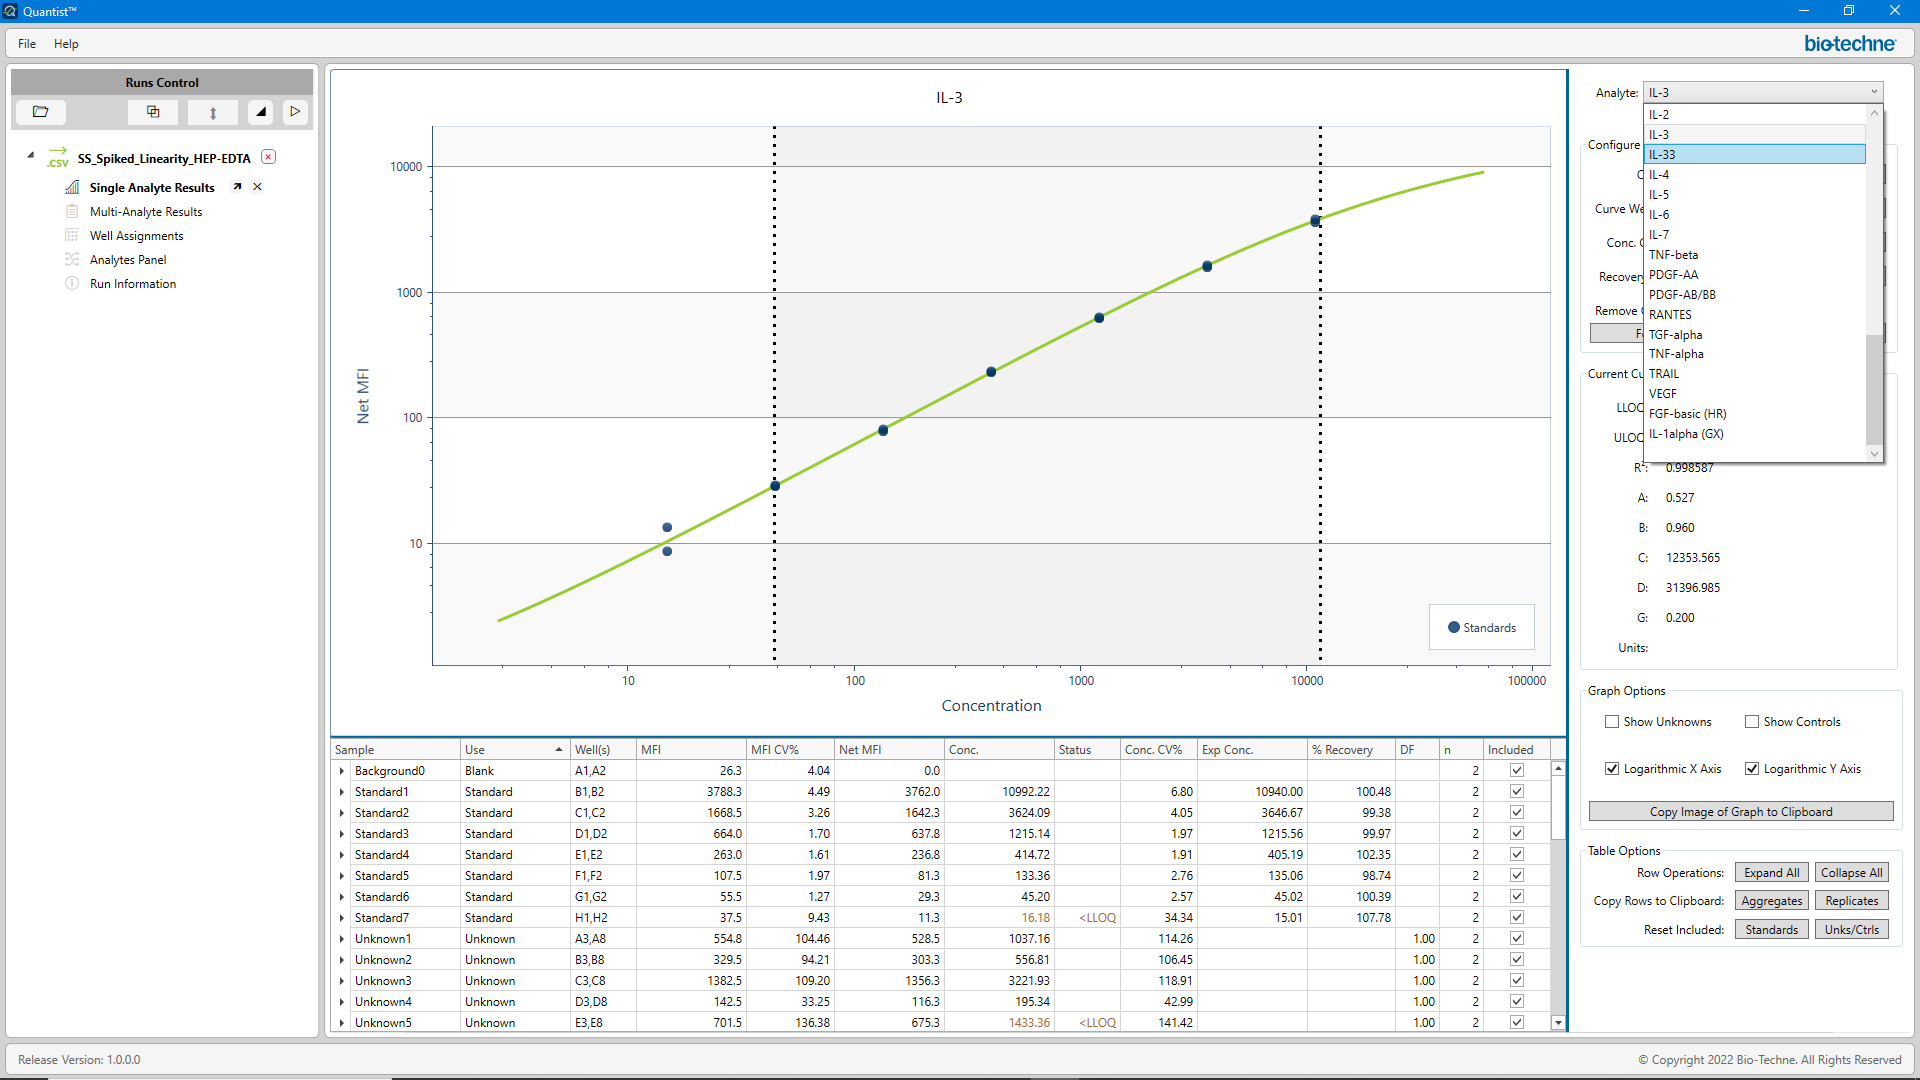 Quantist™
File Help
bio-techne
Runs Control
.CSV SS_Spiked_Linearity_HEP-EDTA
Single Analyte Results
Multi-Analyte Results
Well Assignments
Analytes Panel
Run Information
IL-3
Net MFI
10000
1000
100
10
Standards
10 100 1000 10000 100000
Concentration
Analyte: IL-3
IL-2
IL-3
IL-33
IL-4
IL-5
IL-6
IL-7
TNF-beta
PDGF-AA
PDGF-AB/BB
RANTES
TGF-alpha
TNF-alpha
TRAIL
VEGF
FGF-basic (HR)
IL-1alpha (GX)
Configure
Curve We
Conc. C
Recovery
Remove
Current Cu
LLOQ
ULOQ
R²: 0.998587
A: 0.527
B: 0.960
C: 12353.565
D: 31396.985
G: 0.200
Units:
Graph Options
Show Unknowns Show Controls
Logarithmic X Axis Logarithmic Y Axis
Copy Image of Graph to Clipboard
Table Options
Row Operations: Expand All Collapse All
Copy Rows to Clipboard: Aggregates Replicates
Reset Included: Standards Unks/Ctrls
Sample Use Well(s) MFI MFI CV% Net MFI Conc. Status Conc. CV% Exp Conc. % Recovery DF n Included
Background0 Blank A1,A2 26.3 4.04 0.0 2
Standard1 Standard B1,B2 3788.3 4.49 3762.0 10992.22 6.80 10940.00 100.48 2
Standard2 Standard C1,C2 1668.5 3.26 1642.3 3624.09 4.05 3646.67 99.38 2
Standard3 Standard D1,D2 664.0 1.70 637.8 1215.14 1.97 1215.56 99.97 2
Standard4 Standard E1,E2 263.0 1.61 236.8 414.72 1.91 405.19 102.35 2
Standard5 Standard F1,F2 107.5 1.97 81.3 133.36 2.76 135.06 98.74 2
Standard6 Standard G1,G2 55.5 1.27 29.3 45.20 2.57 45.02 100.39 2
Standard7 Standard H1,H2 37.5 9.43 11.3 16.18 <LLOQ 34.34 15.01 107.78 2
Unknown1 Unknown A3,A8 554.8 104.46 528.5 1037.16 114.26 1.00 2
Unknown2 Unknown B3,B8 329.5 94.21 303.3 556.81 106.45 1.00 2
Unknown3 Unknown C3,C8 1382.5 109.20 1356.3 3221.93 118.91 1.00 2
Unknown4 Unknown D3,D8 142.5 33.25 116.3 195.34 42.99 1.00 2
Unknown5 Unknown E3,E8 701.5 136.38 675.3 1433.36 <LLOQ 141.42 1.00 2
Release Version: 1.0.0.0
© Copyright 2022 Bio-Techne. All Rights Reserved